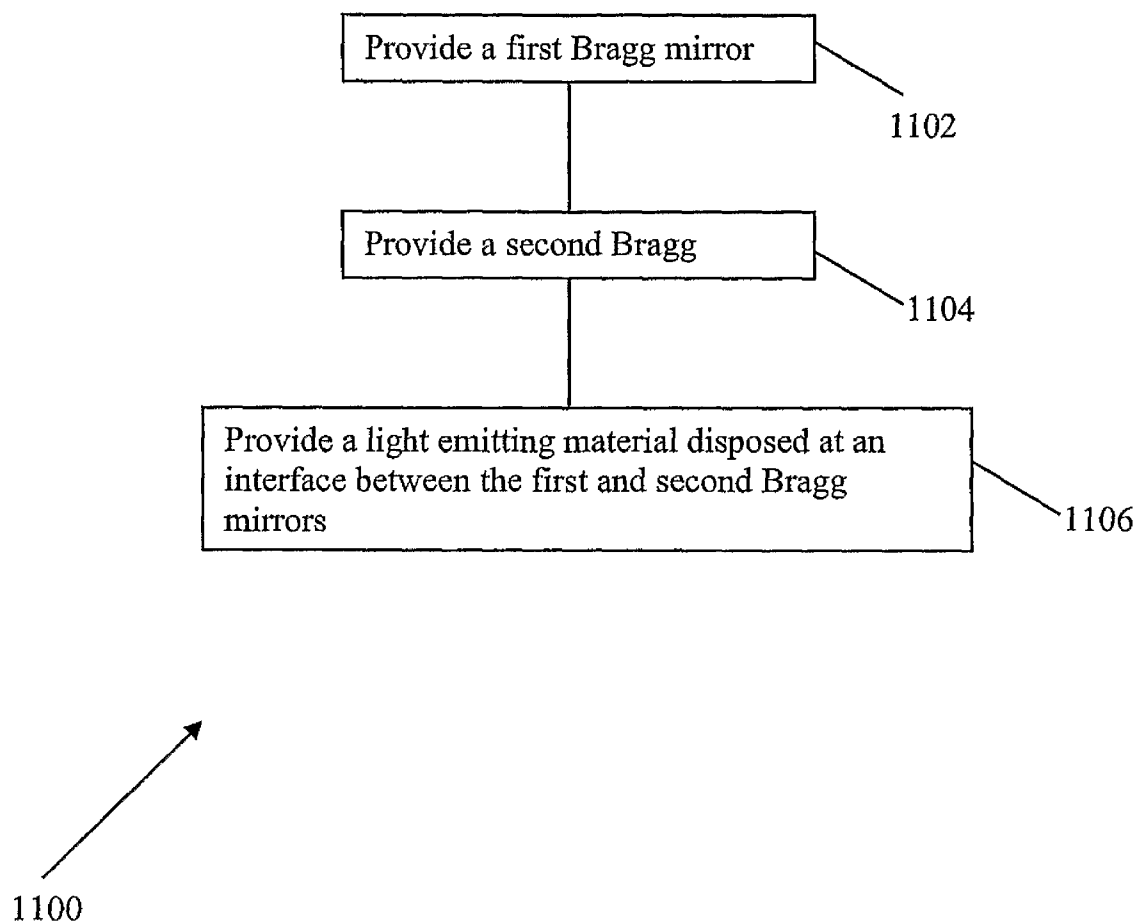 Provide a first Bragg mirror
1102
Provide a second Bragg
1104
Provide a light emitting material disposed at an
interface between the first and second Bragg
mirrors
1106
1100